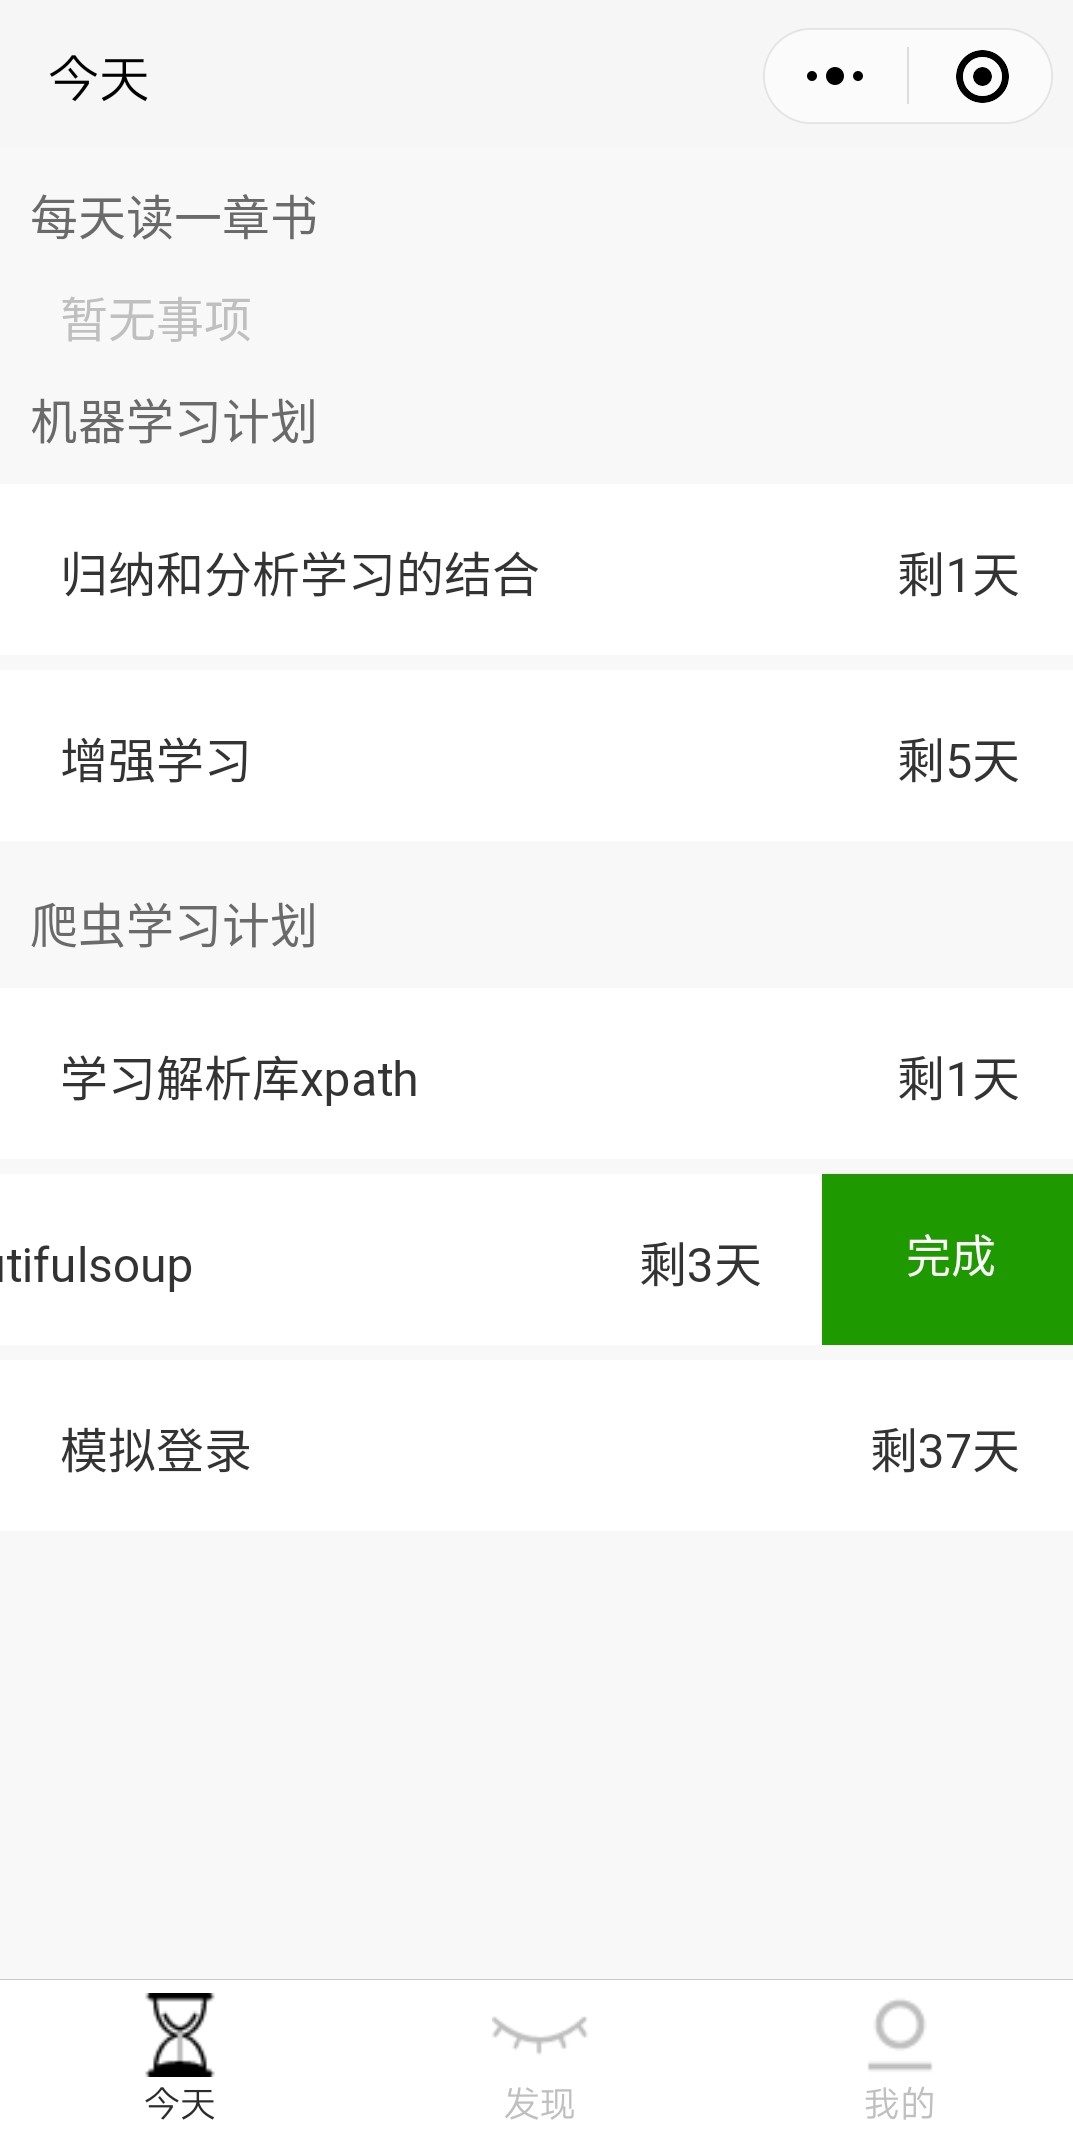 今天
每天读一章书
暂无事项
机器学习计划
归纳和分析学习的结合 剩1天
增强学习 剩5天
爬虫学习计划
学习解析库xpath 剩1天
tifulsoup 剩3天 完成
模拟登录 剩37天
今天 发现 我的